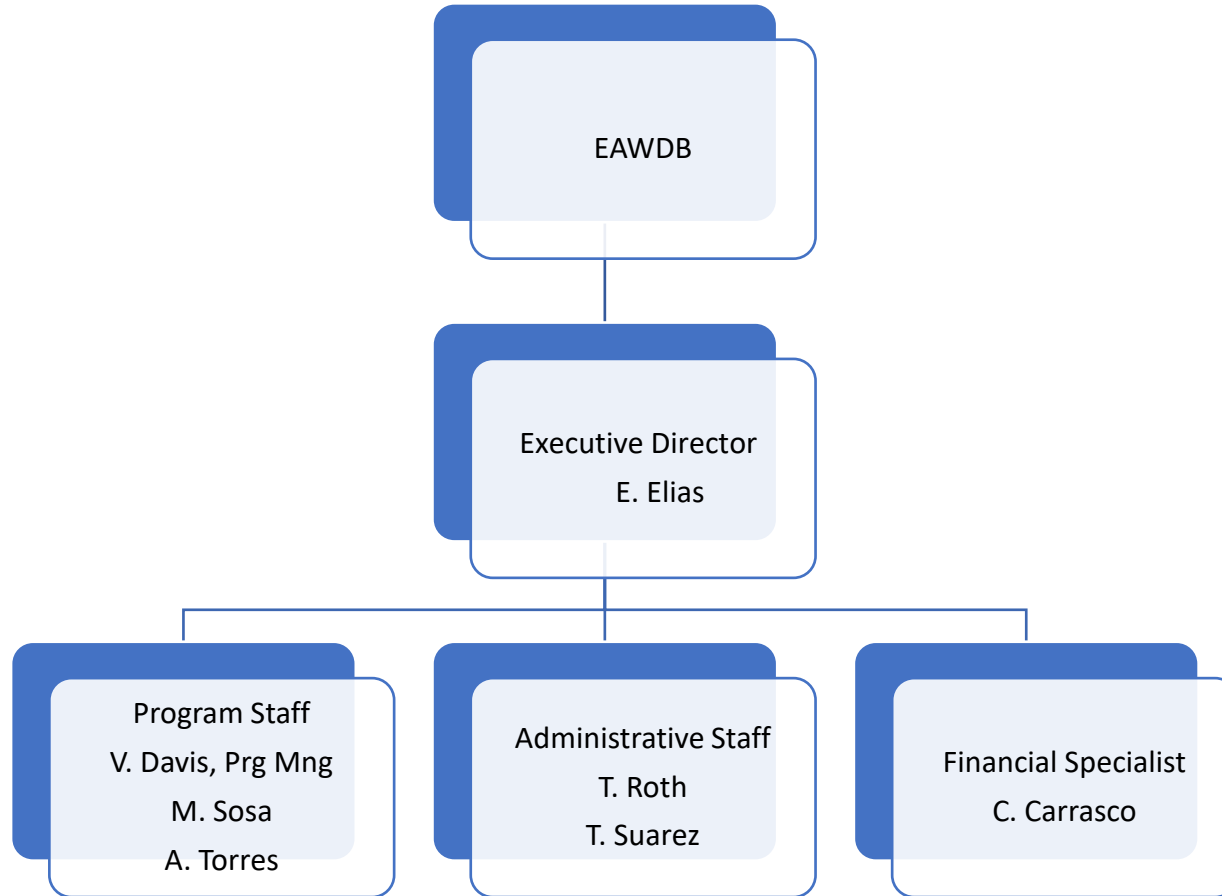 EAWDB
Executive Director
E. Elias
Program Staff
V. Davis, Prg Mng
M. Sosa
A. Torres
Administrative Staff
T. Roth
T. Suarez
Financial Specialist
C. Carrasco